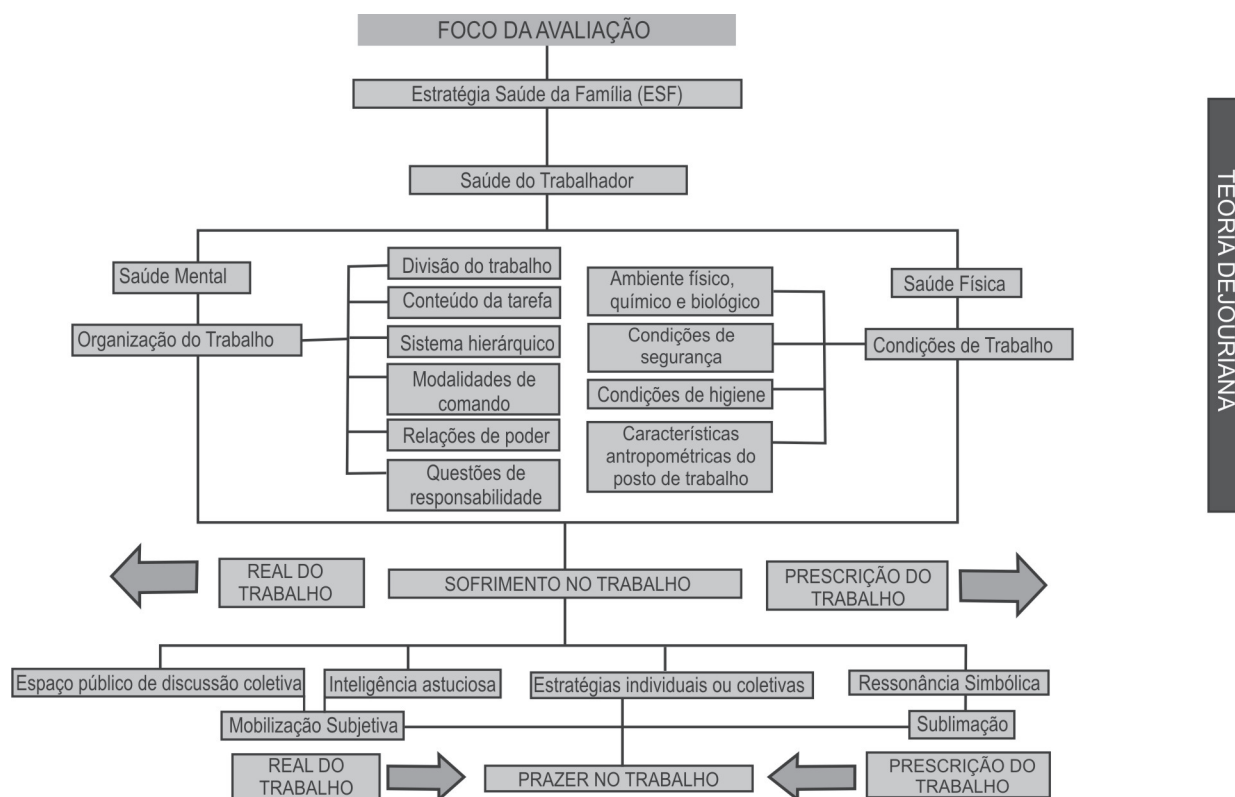 FOCO DA AVALIAÇÃO
Estratégia Saúde da Família (ESF)
Saúde do Trabalhador
Saúde Mental
Organização do Trabalho
Divisão do trabalho
Conteúdo da tarefa
Sistema hierárquico
Modalidades de
comando
Relações de poder
Questões de
responsabilidade
Ambiente físico,
químico e biológico
Condições de
segurança
Condições de higiene
Características
antropométricas do
posto de trabalho
Saúde Física
Condições de Trabalho
REAL DO
TRABALHO
SOFRIMENTO NO TRABALHO
PRESCRIÇÃO DO
TRABALHO
Espaço público de discussão coletiva
Inteligência astuciosa
Estratégias individuais ou coletivas
Ressonância Simbólica
Mobilização Subjetiva
Sublimação
REAL DO
TRABALHO
PRAZER NO TRABALHO
PRESCRIÇÃO DO
TRABALHO
TEORIA DEJOURIANA